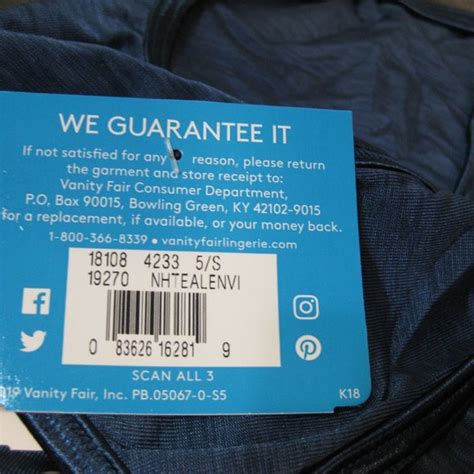 WE GUARANTEE IT
If not satisfied for any reason, please return
the garment and store receipt to:
Vanity Fair Consumer Department,
P.O. Box 90015, Bowling Green, KY 42102-9015
for a replacement, if available, or your money back.
1-800-366-8339 • vanityfairlingerie.com
18108 4233 5/S
19270 NHTEALENVI
0 83626 16281 9
SCAN ALL 3
19 Vanity Fair, Inc. PB.05067-0-S5 K18